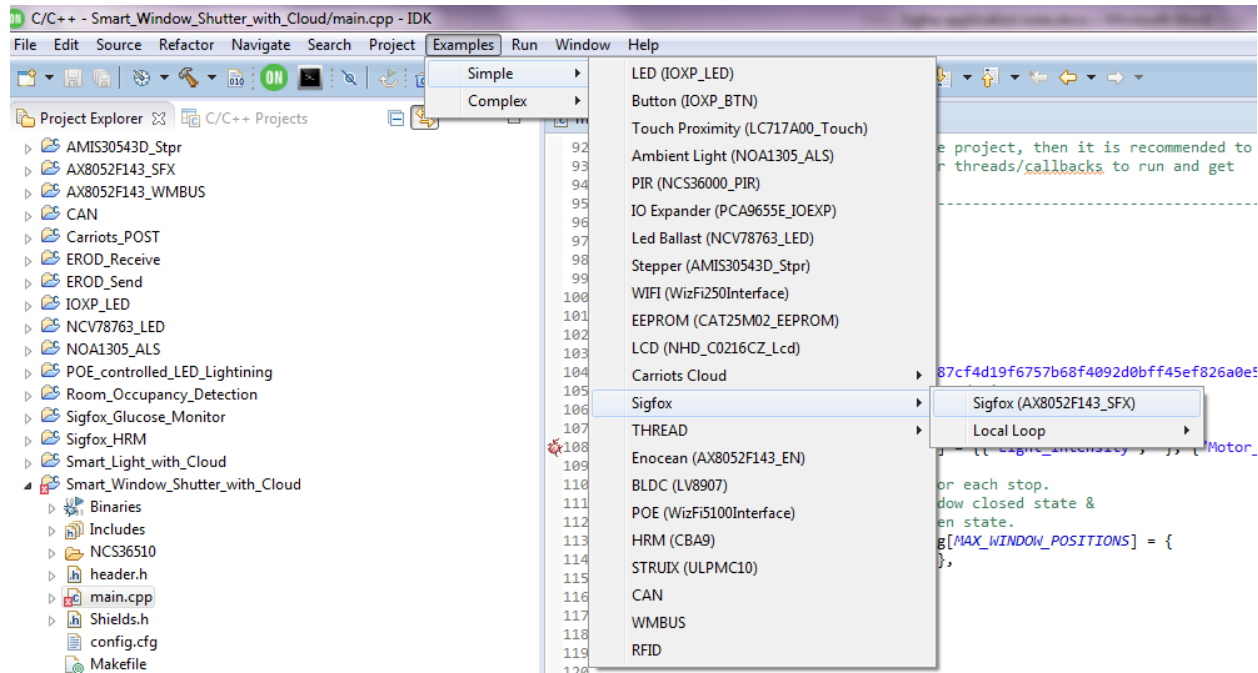 C/C++ - Smart_Window_Shutter_with_Cloud/main.cpp - IDK
File Edit Source Refactor Navigate Search Project Examples Run Window Help
010 ON
Simple
Complex
Project Explorer C/C++ Projects
AMIS30543D_Stpr
AX8052F143_SFX
AX8052F143_WMBUS
CAN
Carriots_POST
EROD_Receive
EROD_Send
IOXP_LED
NCV78763_LED
NOA1305_ALS
POE_controlled_LED_Lightining
Room_Occupancy_Detection
Sigfox_Glucose_Monitor
Sigfox_HRM
Smart_Light_with_Cloud
Smart_Window_Shutter_with_Cloud
Binaries
Includes
NCS36510
header.h
main.cpp
Shields.h
config.cfg
Makefile
LED (IOXP_LED)
Button (IOXP_BTN)
Touch Proximity (LC717A00_Touch)
Ambient Light (NOA1305_ALS)
PIR (NCS36000_PIR)
IO Expander (PCA9655E_IOEXP)
Led Ballast (NCV78763_LED)
Stepper (AMIS30543D_Stpr)
WIFI (WizFi250Interface)
EEPROM (CAT25M02_EEPROM)
LCD (NHD_C0216CZ_Lcd)
Carriots Cloud
Sigfox
THREAD
Enocean (AX8052F143_EN)
BLDC (LV8907)
POE (WizFi5100Interface)
HRM (CBA9)
STRUIX (ULPMC10)
CAN
WMBUS
RFID
Sigfox (AX8052F143_SFX)
Local Loop
92 e project, then it is recommended to
93 r threads/callbacks to run and get
94
95 ------------------------------------
96
97
98
99
100
101
102
103
104 87cf4d19f6757b68f4092d0bff45ef826a0e5
105
106
107
108 "Motor_
109
110 or each stop.
111 dow closed state &
112 en state.
113 g[MAX_WINDOW_POSITIONS] = {
114 },
115
116
117
118
119
120